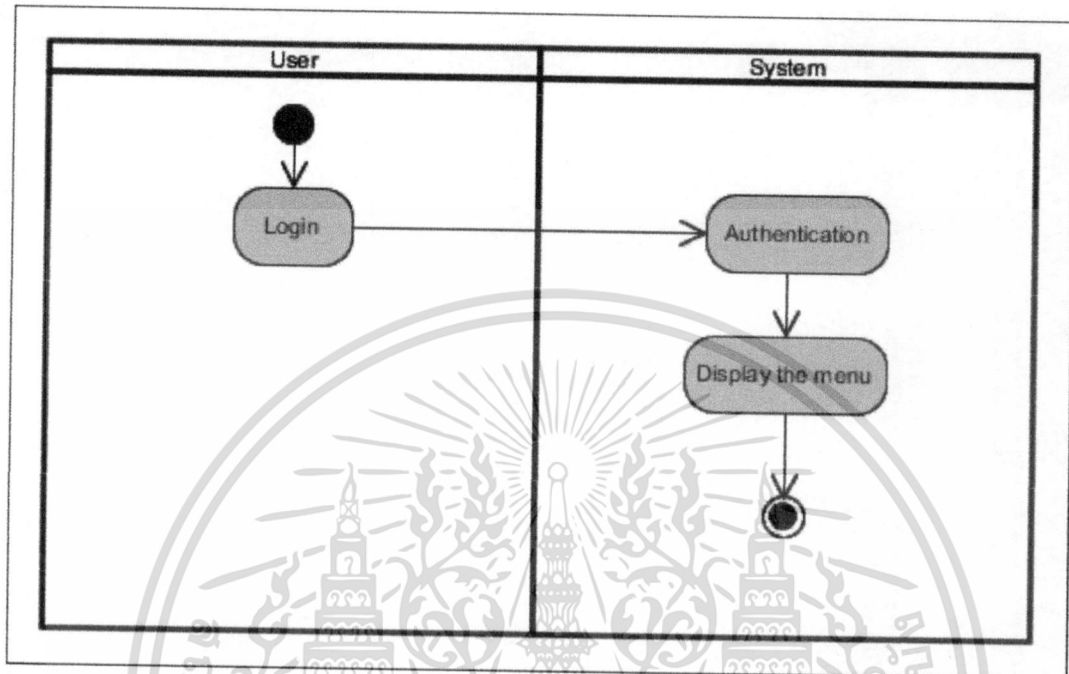 User
System
Login
Authentication
Display the menu